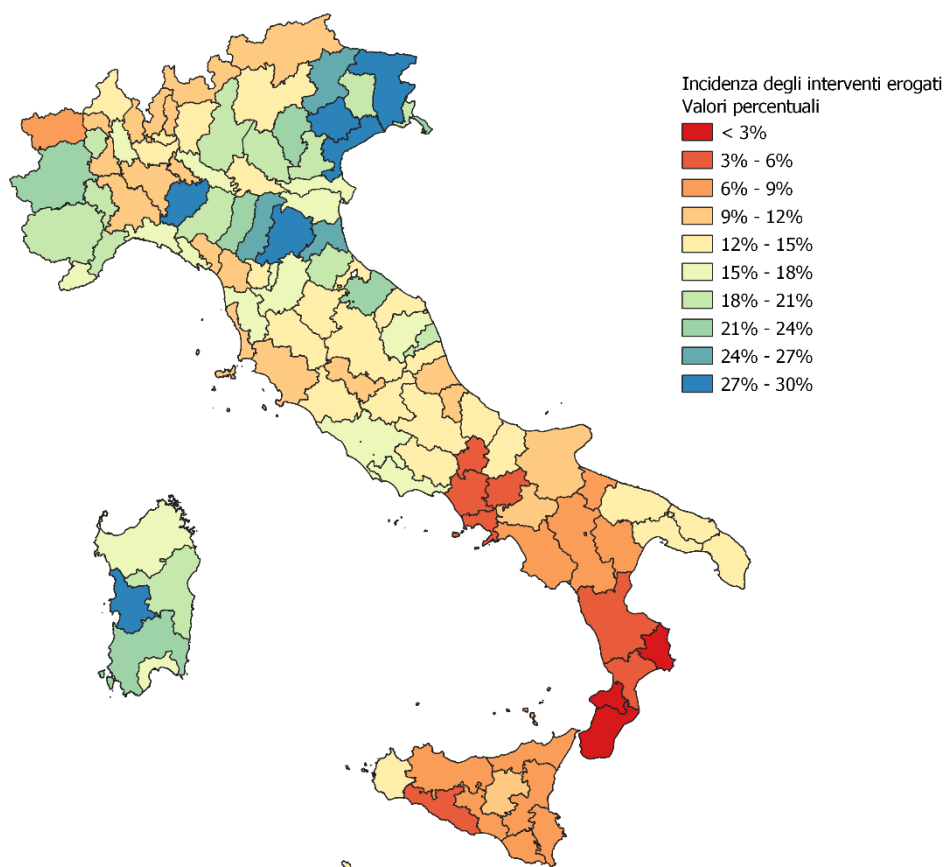 Incidenza degli interventi erogati
Valori percentuali
< 3%
3% - 6%
6% - 9%
9% - 12%
12% - 15%
15% - 18%
18% - 21%
21% - 24%
24% - 27%
27% - 30%